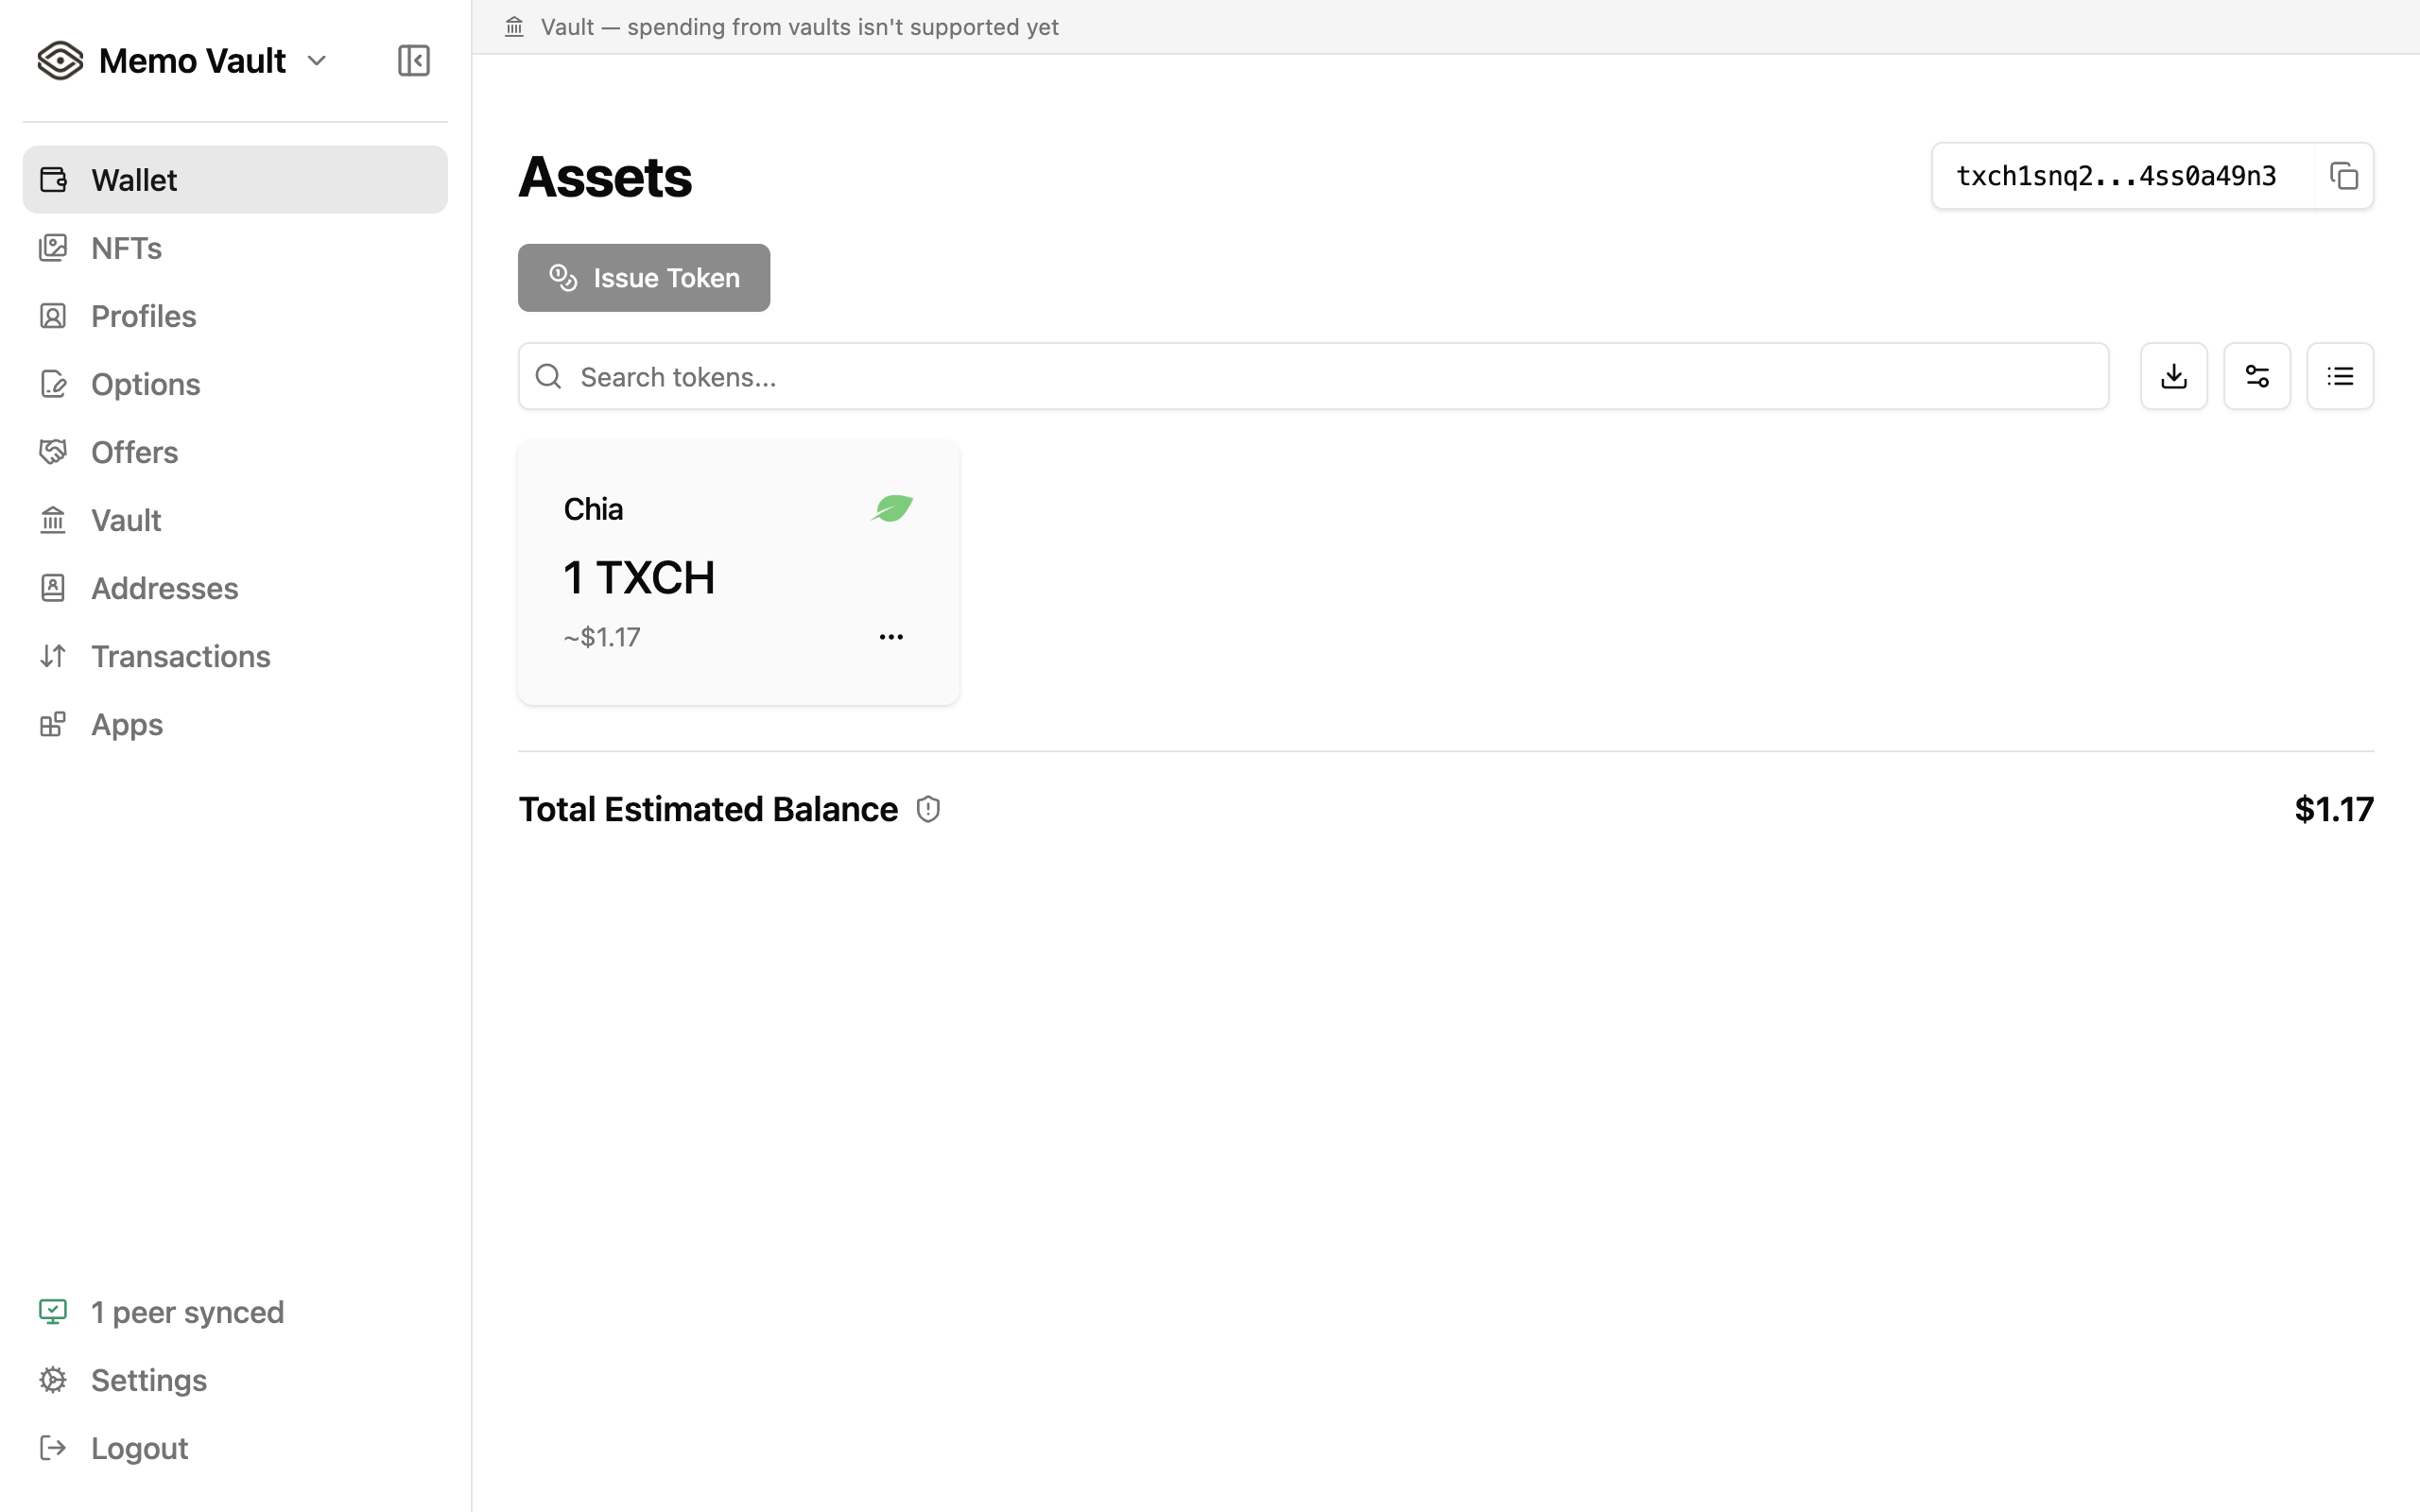 Memo Vault
Wallet
NFTs
Profiles
Options
Offers
Vault
Addresses
Transactions
Apps
1 peer synced
Settings
Logout
Vault — spending from vaults isn't supported yet
Assets
txch1snq2...4ss0a49n3
Issue Token
Search tokens...
Chia
1 TXCH
~$1.17
Total Estimated Balance
$1.17